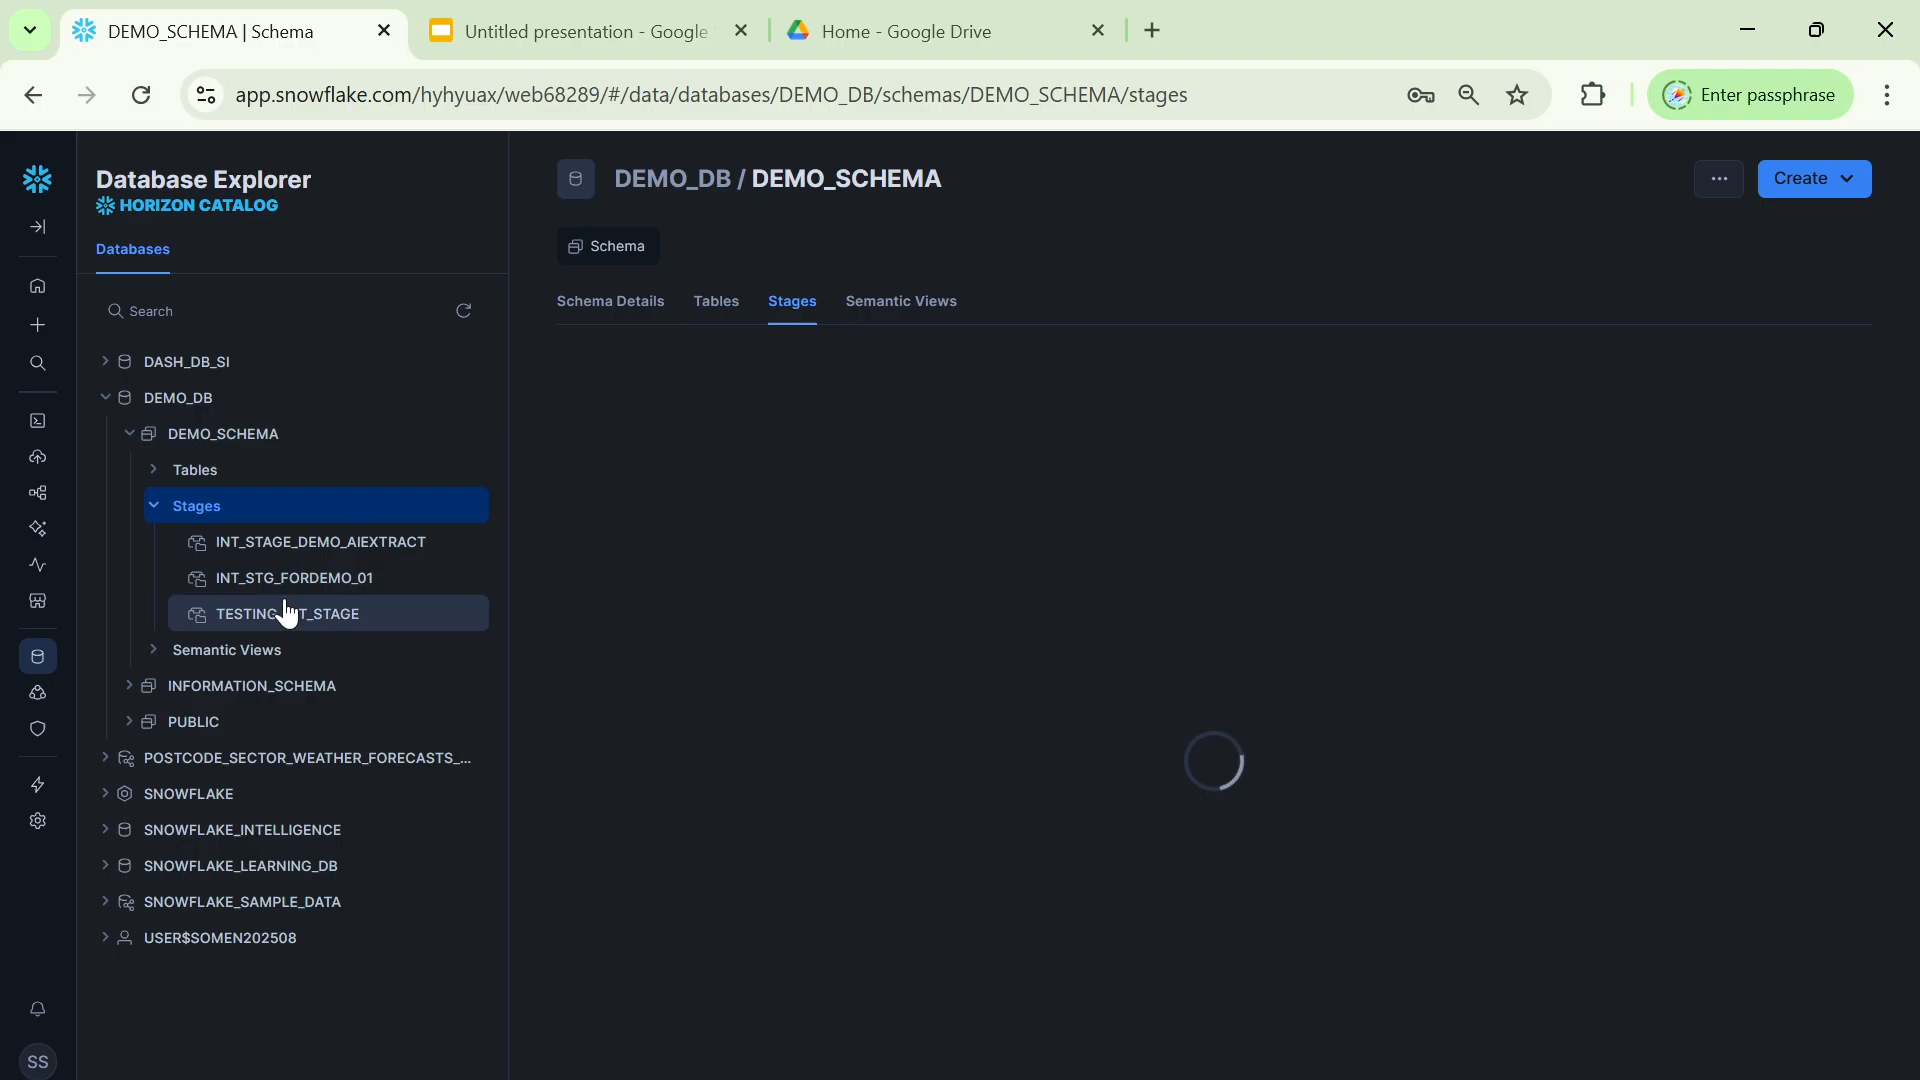 DEMO_SCHEMA | Schema
Untitled presentation - Google
Home - Google Drive
app.snowflake.com/hyhyuax/web68289/#/data/databases/DEMO_DB/schemas/DEMO_SCHEMA/stages
Enter passphrase
Database Explorer
HORIZON CATALOG
Databases
Search
DASH_DB_SI
DEMO_DB
DEMO_SCHEMA
Tables
Stages
INT_STAGE_DEMO_AIEXTRACT
INT_STG_FORDEMO_01
T_STAGE
Semantic Views
INFORMATION_SCHEMA
PUBLIC
POSTCODE_SECTOR_WEATHER_FORECASTS_...
SNOWFLAKE
SNOWFLAKE_INTELLIGENCE
SNOWFLAKE_LEARNING_DB
SNOWFLAKE_SAMPLE_DATA
USER$SOMEN202508
SS
DEMO_DB / DEMO_SCHEMA
Create
Schema
Schema Details
Tables
Stages
Semantic Views